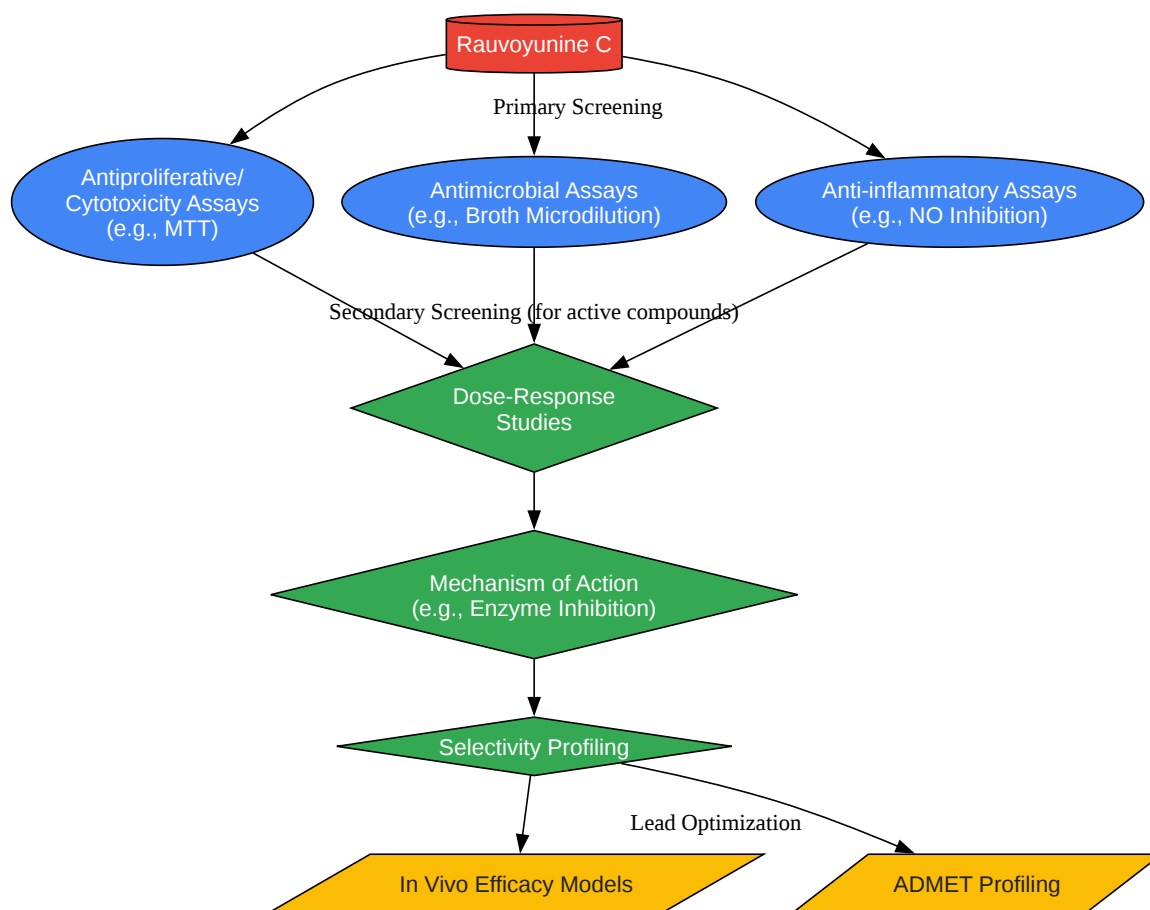 Rauvoyunine C
Primary Screening
Antiproliferative/
Cytotoxicity Assays
(e.g., MTT)
Antimicrobial Assays
(e.g., Broth Microdilution)
Anti-inflammatory Assays
(e.g., NO Inhibition)
Secondary Screening (for active compounds)
Dose-Response
Studies
Mechanism of Action
(e.g., Enzyme Inhibition)
Selectivity Profiling
Lead Optimization
In Vivo Efficacy Models
ADMET Profiling